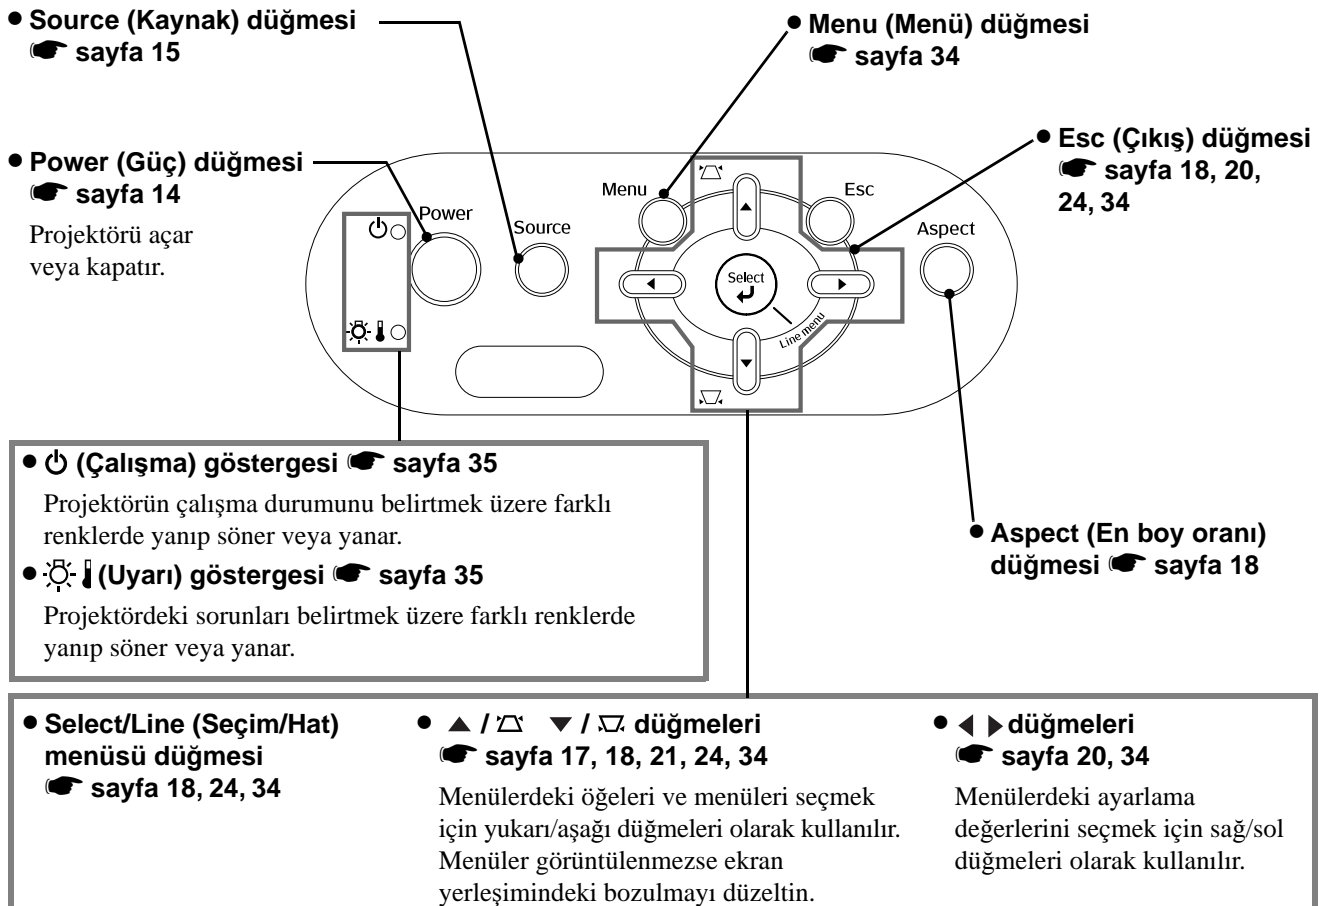 ● Source (Kaynak) düğmesi
☛ sayfa 15
● Menu (Menü) düğmesi
☛ sayfa 34
● Esc (Çıkış) düğmesi
☛ sayfa 18, 20,
24, 34
● Power (Güç) düğmesi
☛ sayfa 14
Projektörü açar
veya kapatır.
Power
Source
Menu
Esc
Aspect
Select
Line menu
● ⏻ (Çalışma) göstergesi ☛ sayfa 35
Projektörün çalışma durumunu belirtmek üzere farklı
renklerde yanıp söner veya yanar.
● (Uyarı) göstergesi ☛ sayfa 35
Projektördeki sorunları belirtmek üzere farklı renklerde
yanıp söner veya yanar.
● Aspect (En boy oranı)
düğmesi ☛ sayfa 18
● Select/Line (Seçim/Hat)
menüsü düğmesi
☛ sayfa 18, 24, 34
● ▲ / ▼ / düğmeleri
☛ sayfa 17, 18, 21, 24, 34
Menülerdeki öğeleri ve menüleri seçmek
için yukarı/aşağı düğmeleri olarak kullanılır.
Menüler görüntülenmezse ekran
yerleşimindeki bozulmayı düzeltin.
● ◀ ▶ düğmeleri
☛ sayfa 20, 34
Menülerdeki ayarlama
değerlerini seçmek için sağ/sol
düğmeleri olarak kullanılır.